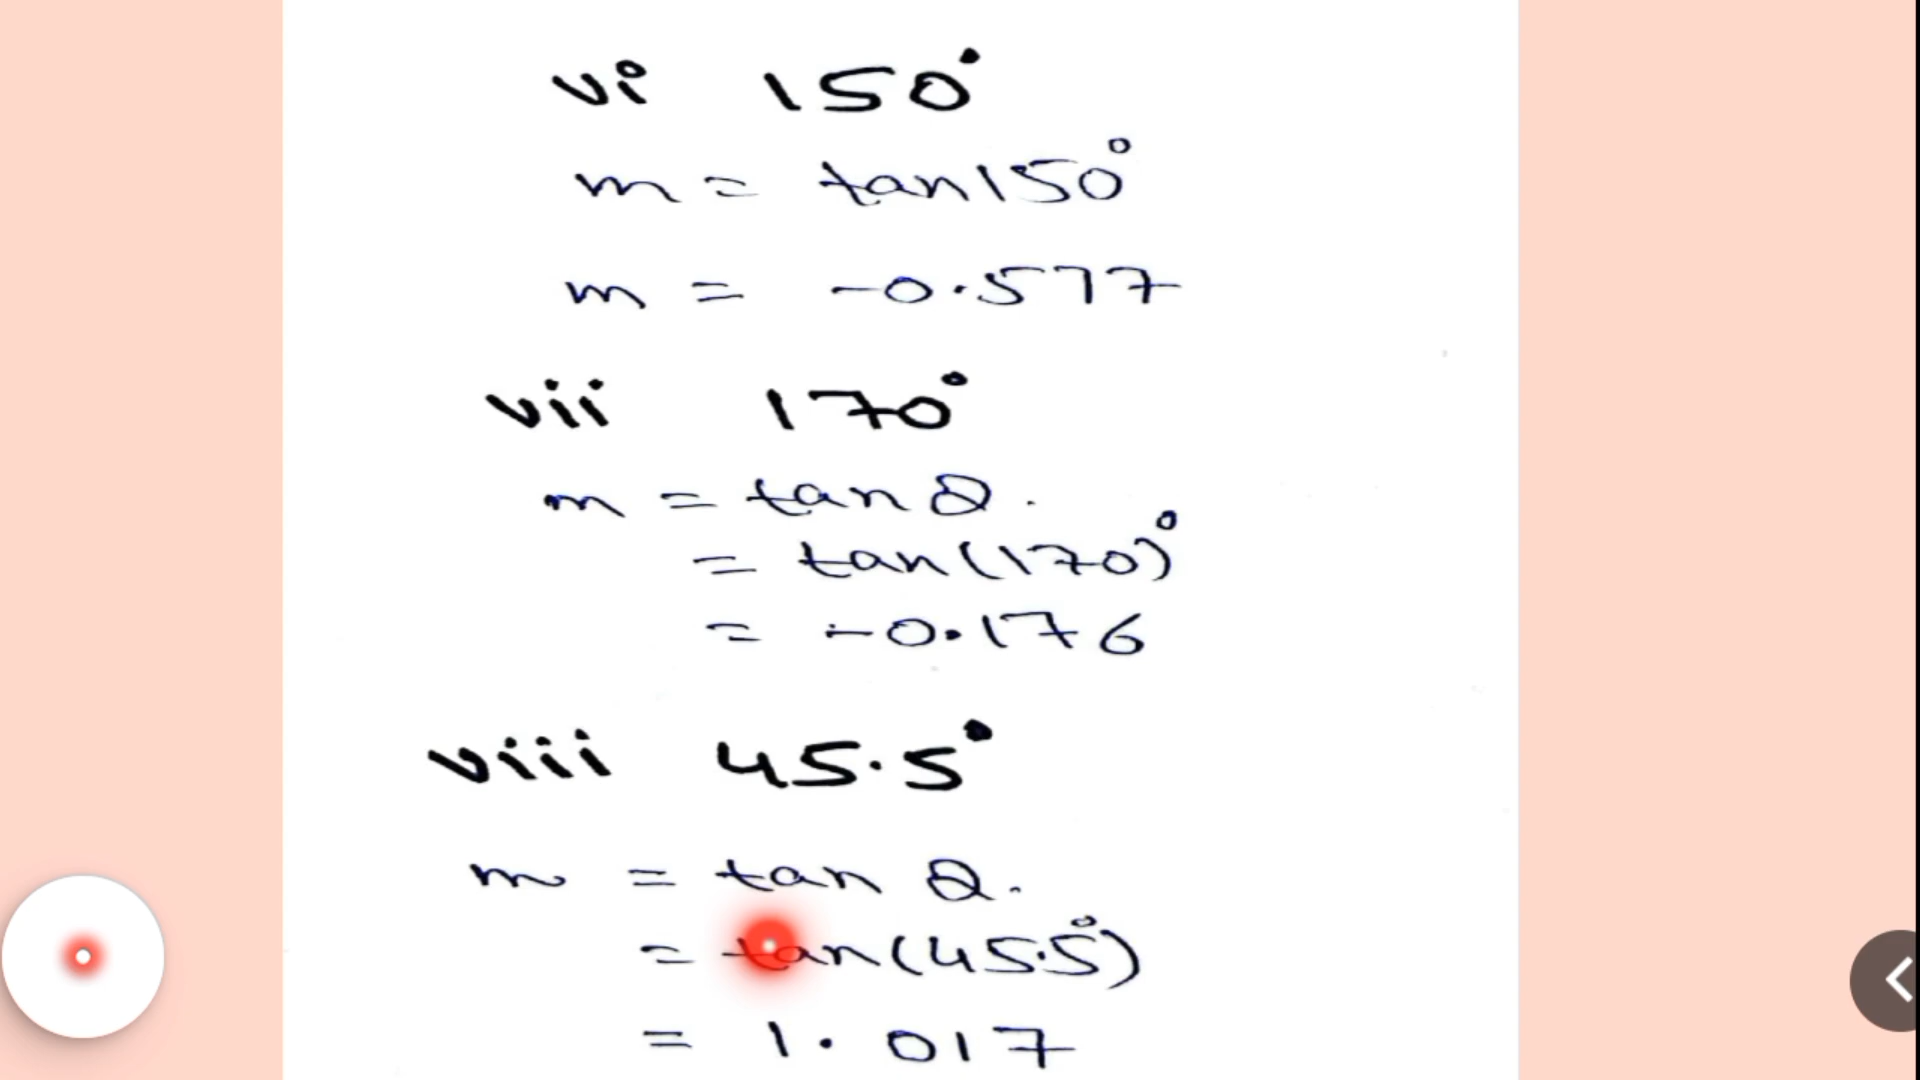 vi 150°
m = tan150°
m = -0.577
vii 170°
m = tan θ.
= tan(170)°
= -0.176
viii 45.5°
m = tan θ.
= tan(45.5°)
= 1.017